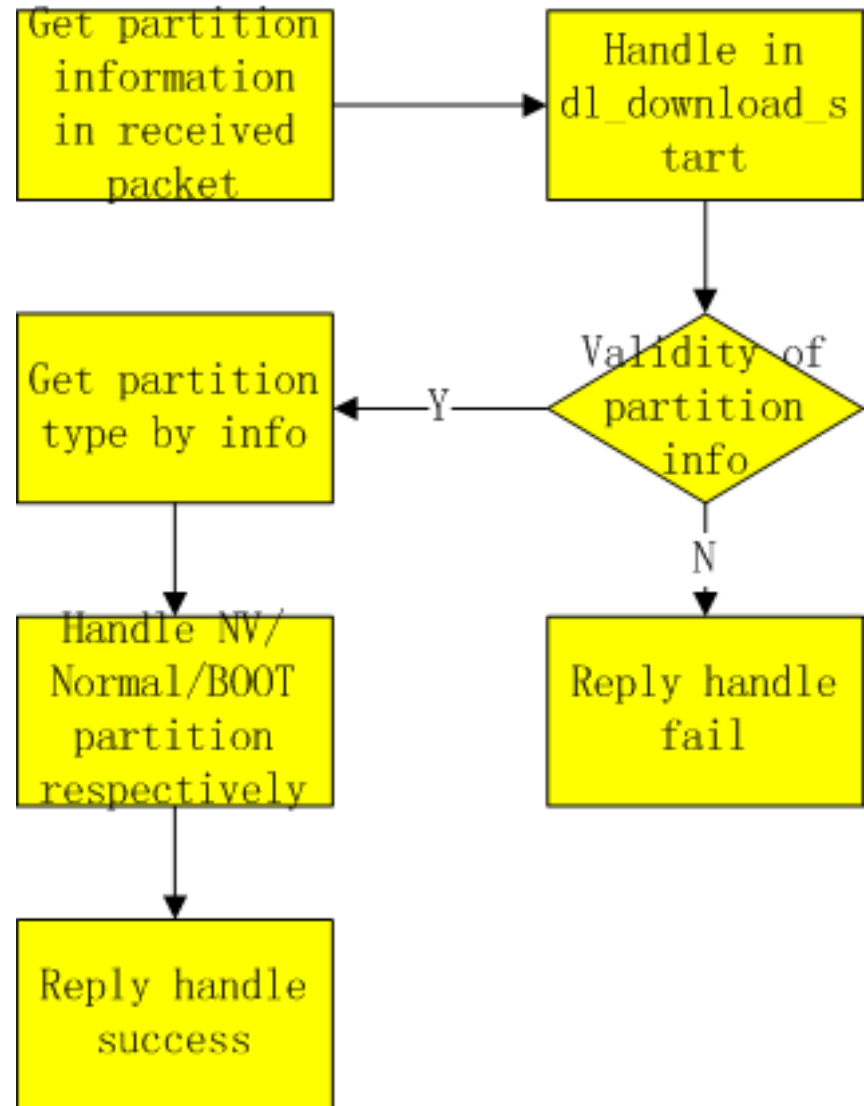 Get partition
information
in received
packet
Handle in
dl_download_s
tart
Validity of
partition
info
Y
N
Get partition
type by info
Handle NV/
Normal/BOOT
partition
respectively
Reply handle
fail
Reply handle
success